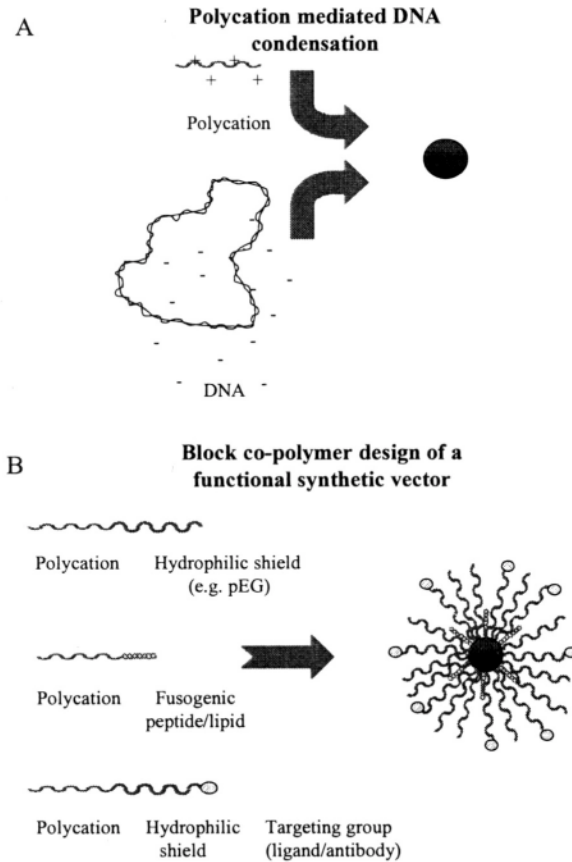 A
Polycation mediated DNA
condensation
+ +
+ +
Polycation
DNA
B
Block co-polymer design of a
functional synthetic vector
Polycation Hydrophilic shield
(e.g. pEG)
Polycation Fusogenic
peptide/lipid
Polycation Hydrophilic Targeting group
shield (ligand/antibody)